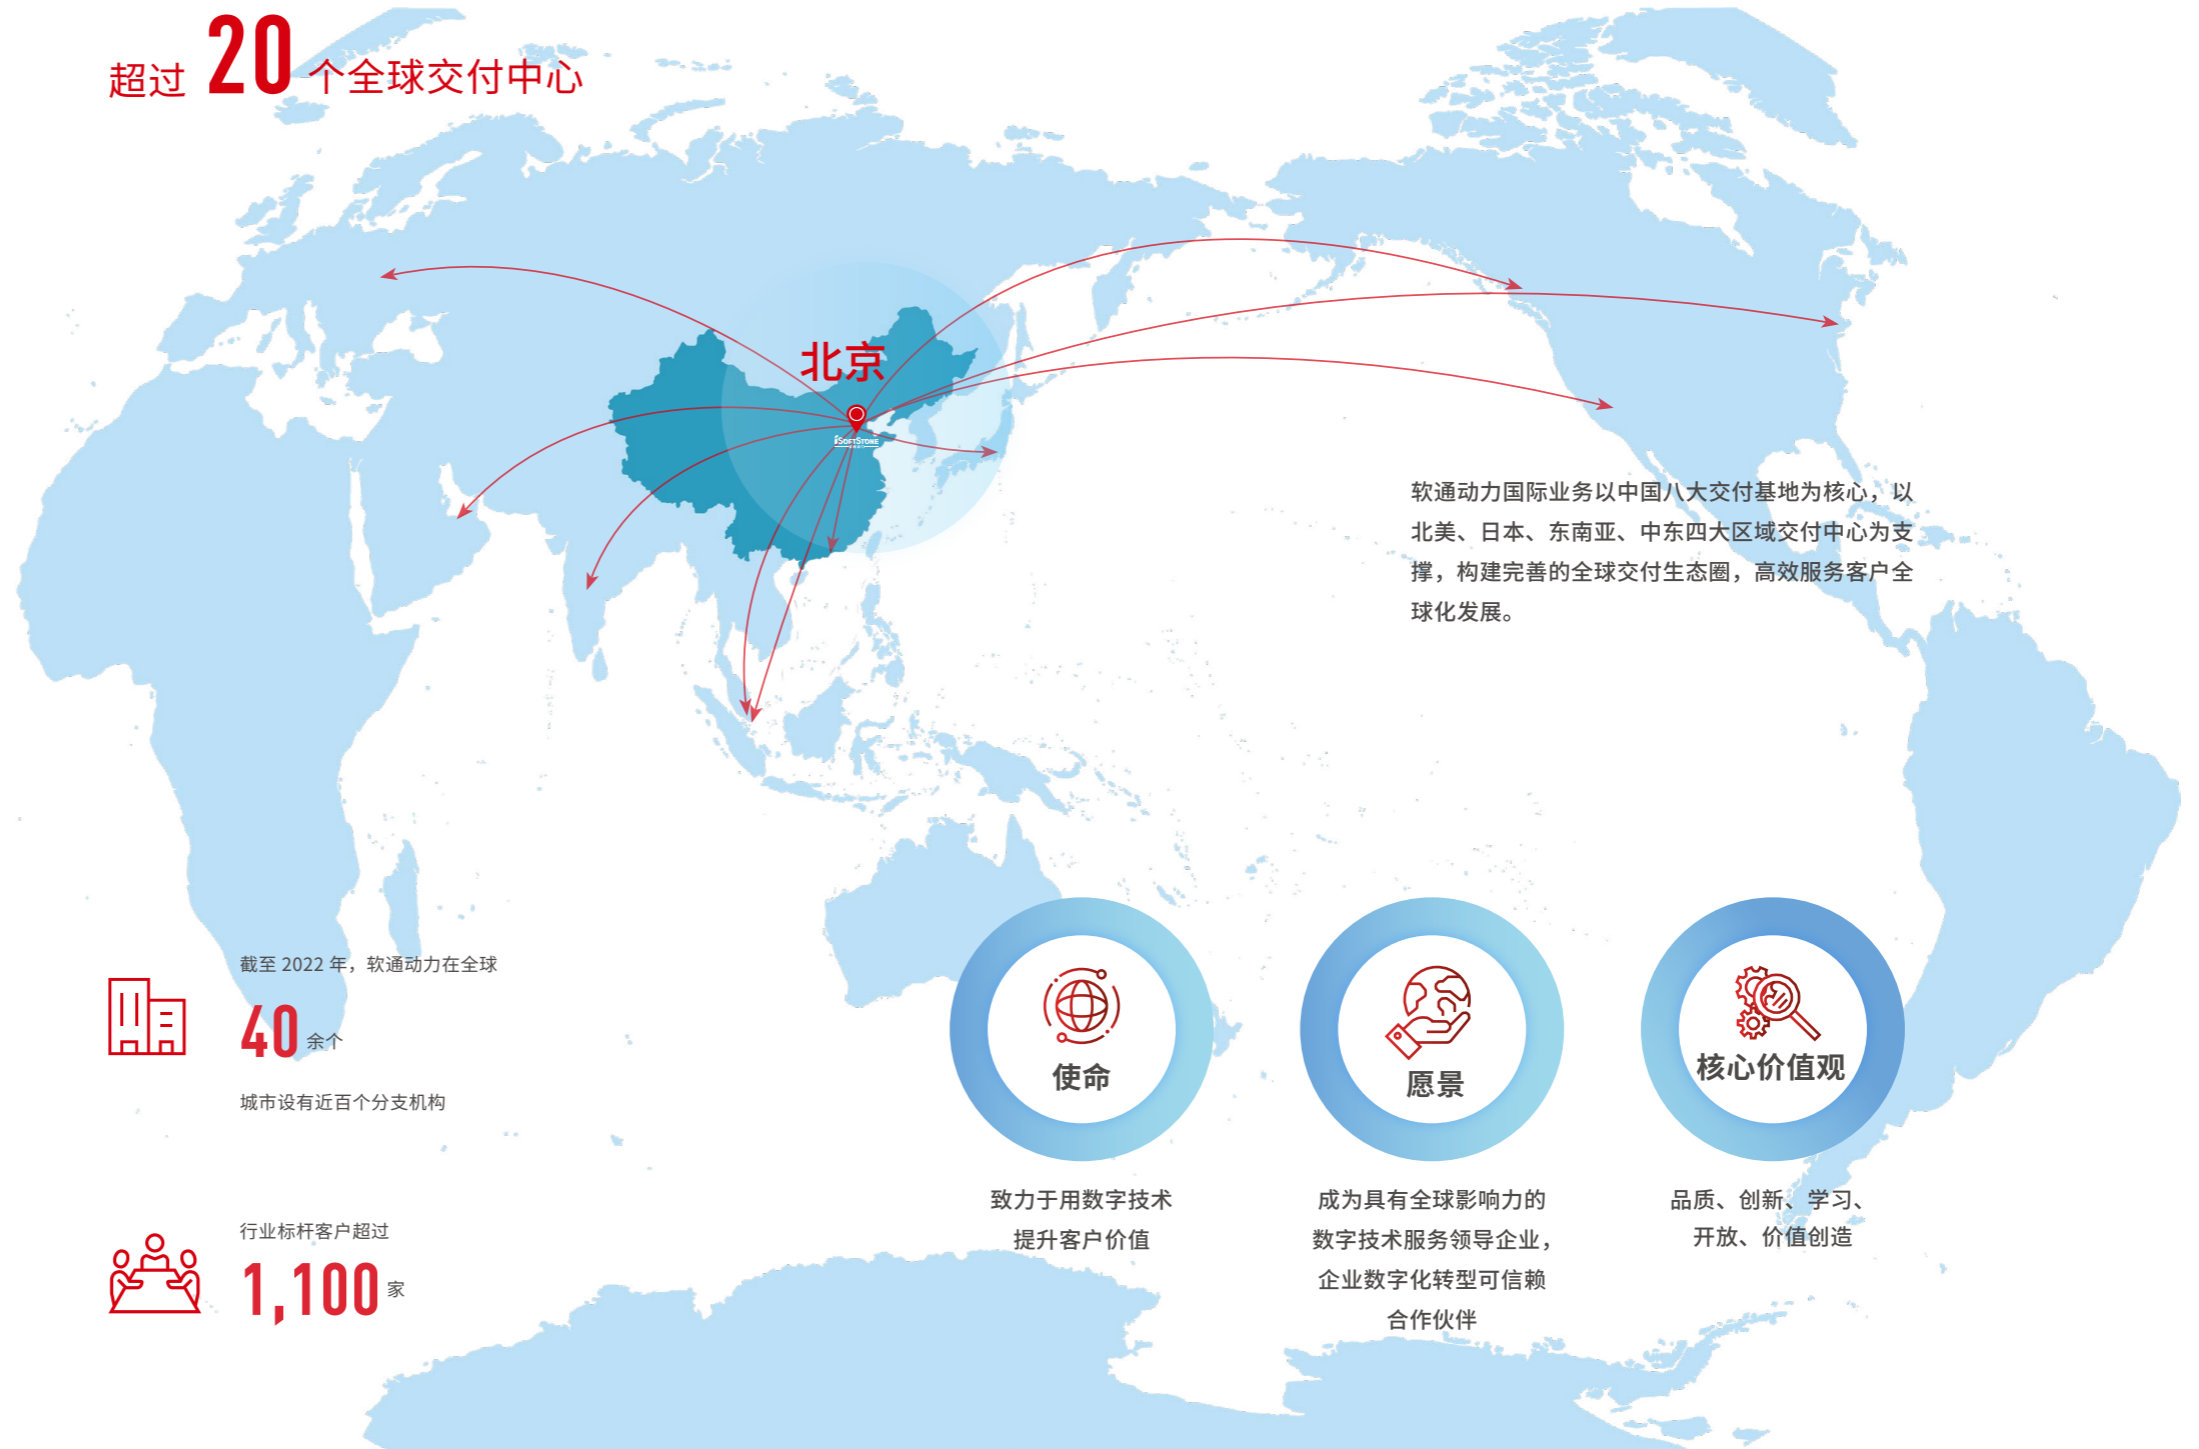 超过 20 个全球交付中心
北京
iSoftStone
软通动力国际业务以中国八大交付基地为核心，以
北美、日本、东南亚、中东四大区域交付中心为支
撑，构建完善的全球交付生态圈，高效服务客户全
球化发展。
截至 2022 年，软通动力在全球
40 余个
城市设有近百个分支机构
行业标杆客户超过
1,100 家
使命
致力于用数字技术
提升客户价值
愿景
成为具有全球影响力的
数字技术服务领导企业，
企业数字化转型可信赖
合作伙伴
核心价值观
品质、创新、学习、
开放、价值创造